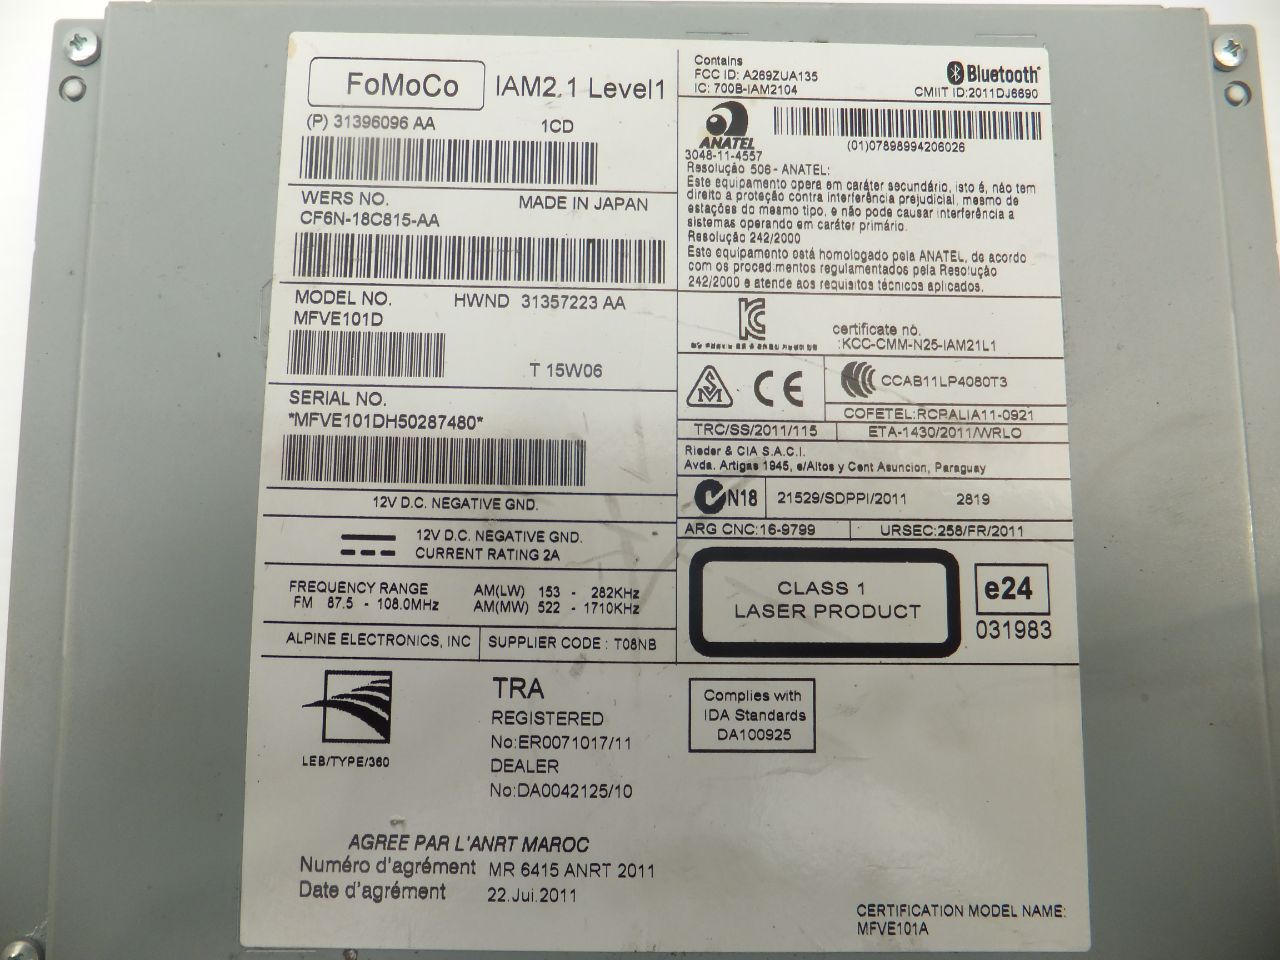 FoMoCo IAM2.1 Level1
(P) 31396096 AA 1CD
WERS NO. MADE IN JAPAN
CF6N-18C815-AA
MODEL NO. HWND 31357223 AA
MFVE101D
T 15W06
SERIAL NO.
*MFVE101DH50287480*
12V D.C. NEGATIVE GND.
12V D.C. NEGATIVE GND.
CURRENT RATING 2A
FREQUENCY RANGE AM(LW) 153 - 282KHz
FM 87.5 - 108.0MHz AM(MW) 522 - 1710KHz
ALPINE ELECTRONICS, INC SUPPLIER CODE : T08NB
Contains
FCC ID: A269ZUA135
IC: 700B-IAM2104
Bluetooth
CMIIT ID:2011DJ6690
ANATEL
3048-11-4557
(01)07898994206026
Resolução 506 - ANATEL:
Este equipamento opera em caráter secundário, isto é, não tem
direito a proteção contra interferência prejudicial, mesmo de
estações do mesmo tipo, e não pode causar interferência a
sistemas operando em caráter primário.
Resolução 242/2000
Este equipamento está homologado pela ANATEL, de acordo
com os procedimentos regulamentados pela Resolução
242/2000 e atende aos requisitos técnicos aplicados.
certificate no.
:KCC-CMM-N25-IAM21L1
CE
CCAB11LP4080T3
COFETEL:RCPALIA11-0921
TRC/SS/2011/115 ETA-1430/2011/WRLO
Rieder & CIA S.A.C.I.
Avda. Artigas 1945, e/Altos y Cent Asuncion, Paraguay
N18 21529/SDPPI/2011 2819
ARG CNC:16-9799 URSEC:258/FR/2011
CLASS 1
LASER PRODUCT
e24
031983
LEB/TYPE/360
TRA
REGISTERED
No:ER0071017/11
DEALER
No:DA0042125/10
Complies with
IDA Standards
DA100925
AGREE PAR L'ANRT MAROC
Numéro d'agrément MR 6415 ANRT 2011
Date d'agrément 22.Jui.2011
CERTIFICATION MODEL NAME:
MFVE101A